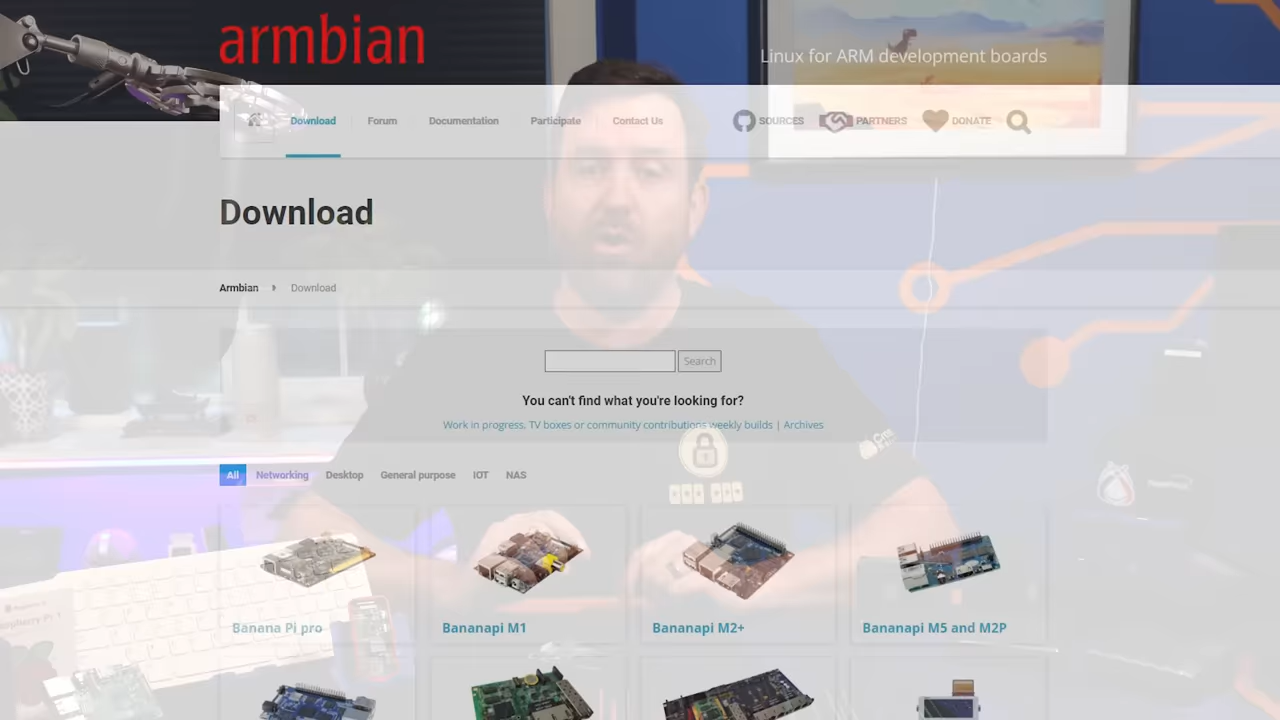 armbian
Linux for ARM development boards
Download Forum Documentation Participate Contact Us SOURCES PARTNERS DONATE
Download
Armbian Download
Search
You can't find what you're looking for?
Work in progress, TV boxes or community contributions weekly builds | Archives
All Networking Desktop General purpose IOT NAS
Banana Pi pro Bananapi M1 Bananapi M2+ Bananapi M5 and M2P